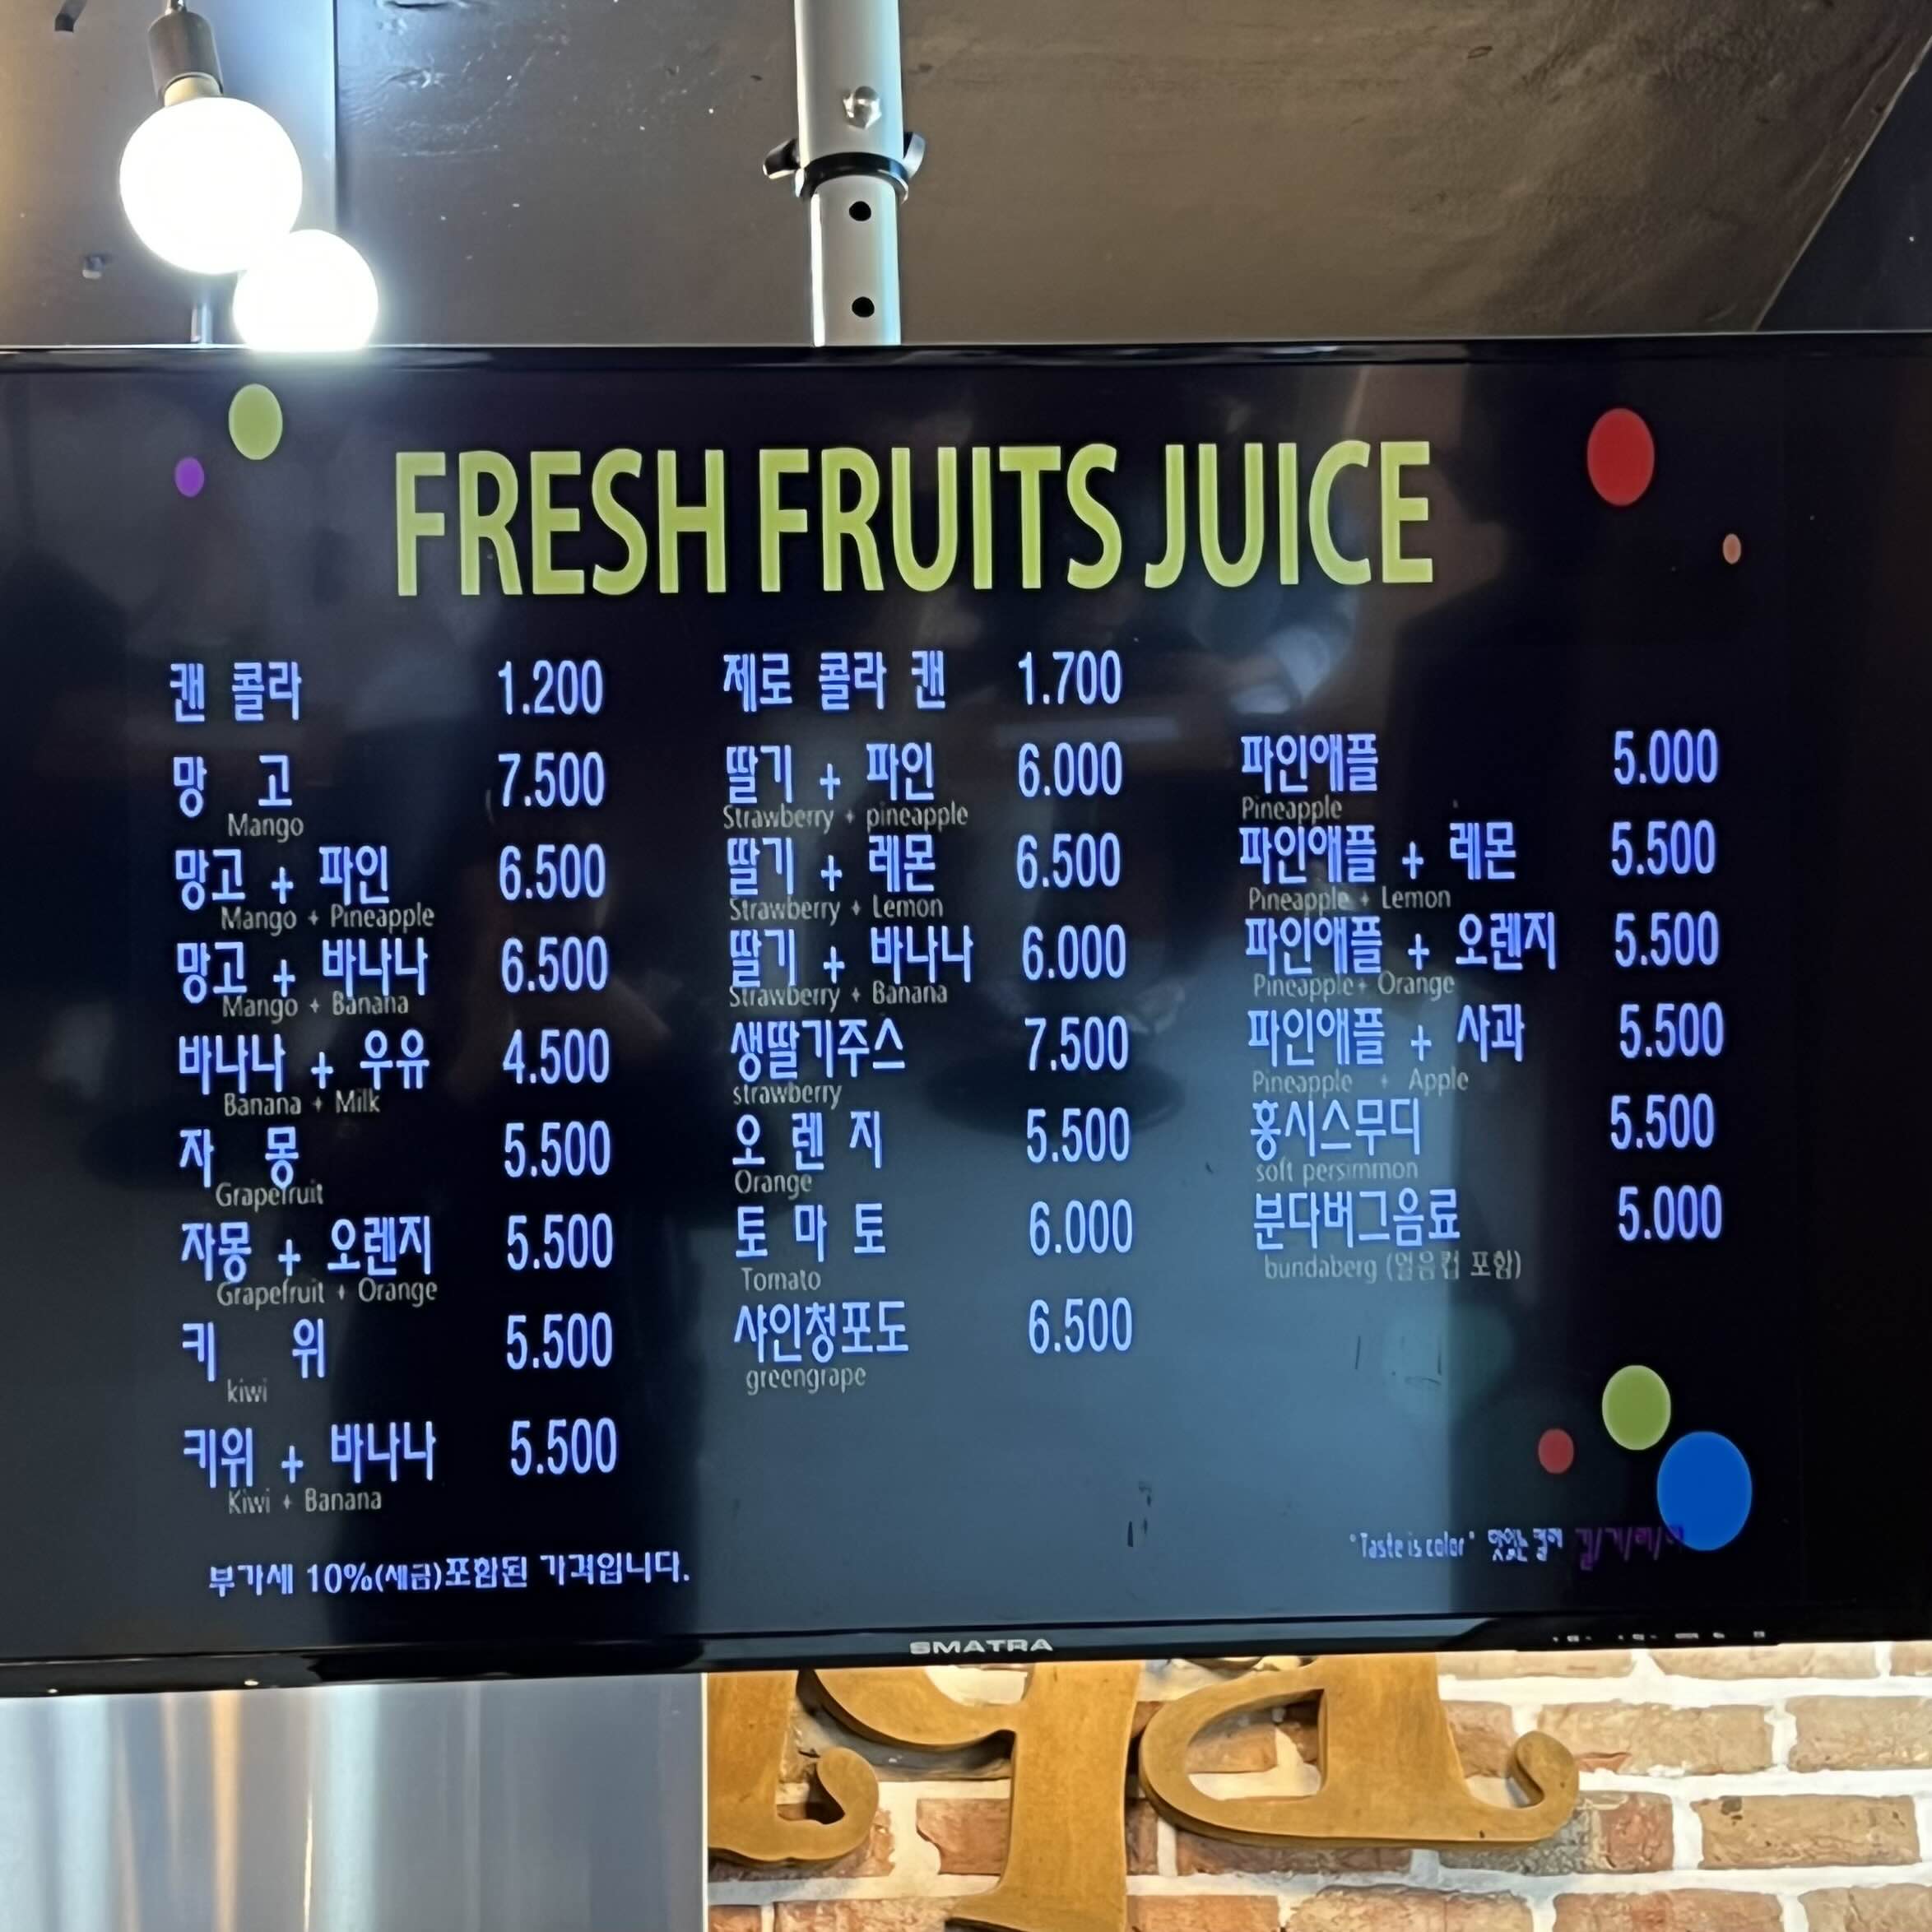 FRESH FRUITS JUICE
캔 콜라 1.200
망 고 7.500
Mango
망고 + 파인 6.500
Mango + Pineapple
망고 + 바나나 6.500
Mango + Banana
바나나 + 우유 4.500
Banana + Milk
자 몽 5.500
Grapefruit
자몽 + 오렌지 5.500
Grapefruit + Orange
키 위 5.500
kiwi
키위 + 바나나 5.500
Kiwi + Banana
제로 콜라 캔 1.700
딸기 + 파인 6.000
Strawberry + pineapple
딸기 + 레몬 6.500
Strawberry + Lemon
딸기 + 바나나 6.000
Strawberry + Banana
생딸기주스 7.500
strawberry
오 렌 지 5.500
Orange
토 마 토 6.000
Tomato
샤인청포도 6.500
greengrape
파인애플 5.000
Pineapple
파인애플 + 레몬 5.500
Pineapple + Lemon
파인애플 + 오렌지 5.500
Pineapple + Orange
파인애플 + 사과 5.500
Pineapple + Apple
홍시스무디 5.500
soft persimmon
분다버그음료 5.000
bundaberg (얼음컵 포함)
부가세 10%(세금)포함된 가격입니다.
"Taste is color" 맛있는 컬러
SMATRA